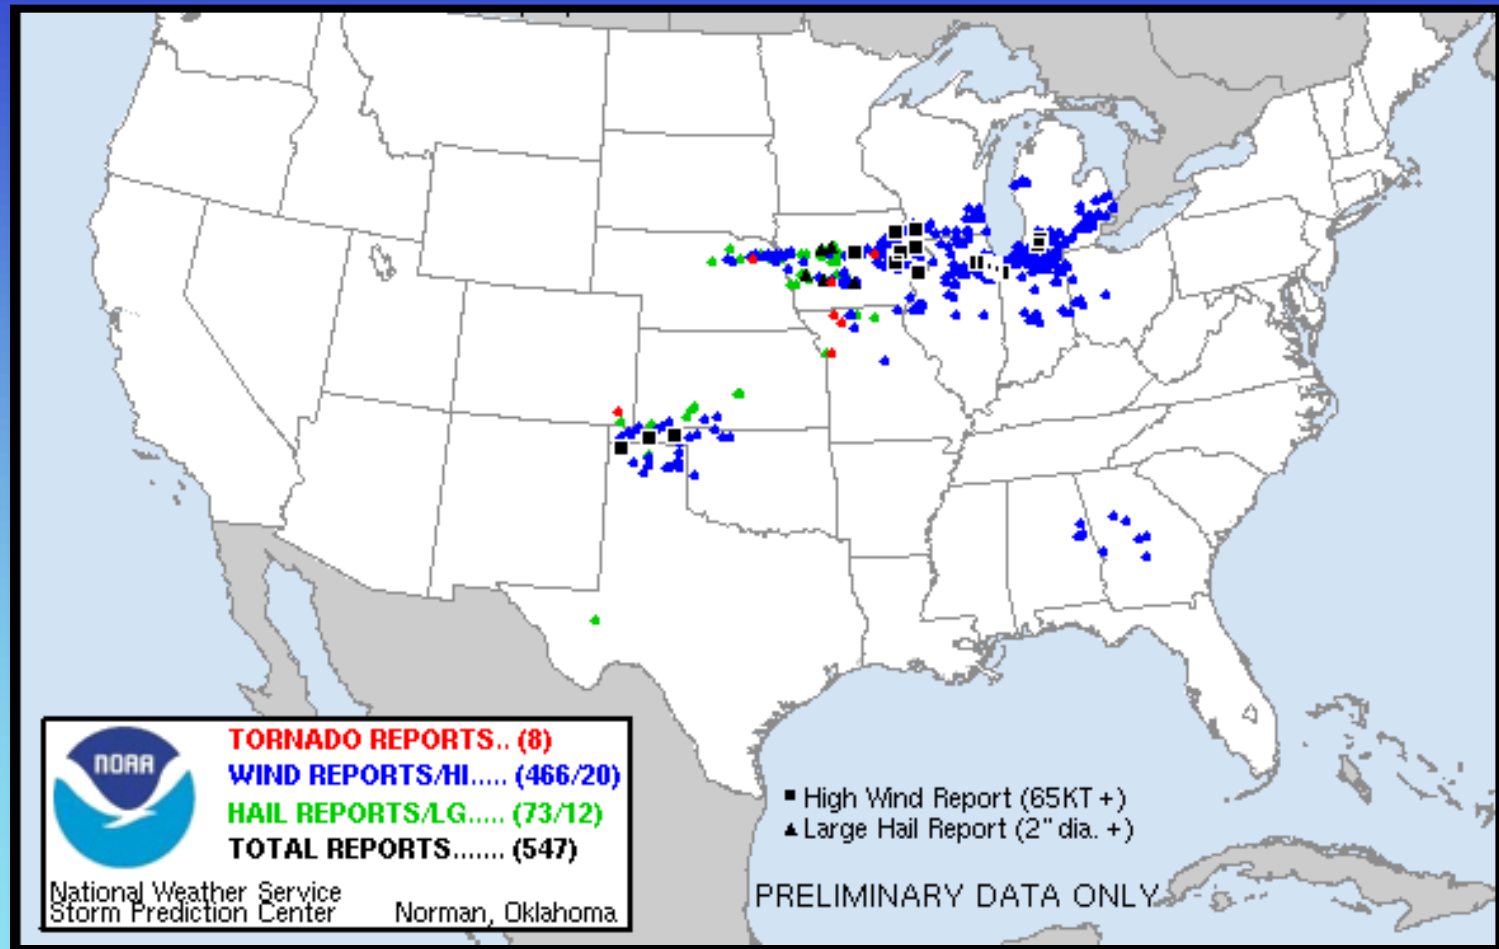 NOAA
TORNADO REPORTS.. (8)
WIND REPORTS/HI..... (466/20)
HAIL REPORTS/LG..... (73/12)
TOTAL REPORTS....... (547)
National Weather Service
Storm Prediction Center Norman, Oklahoma
High Wind Report (65KT +)
Large Hail Report (2" dia. +)
PRELIMINARY DATA ONLY